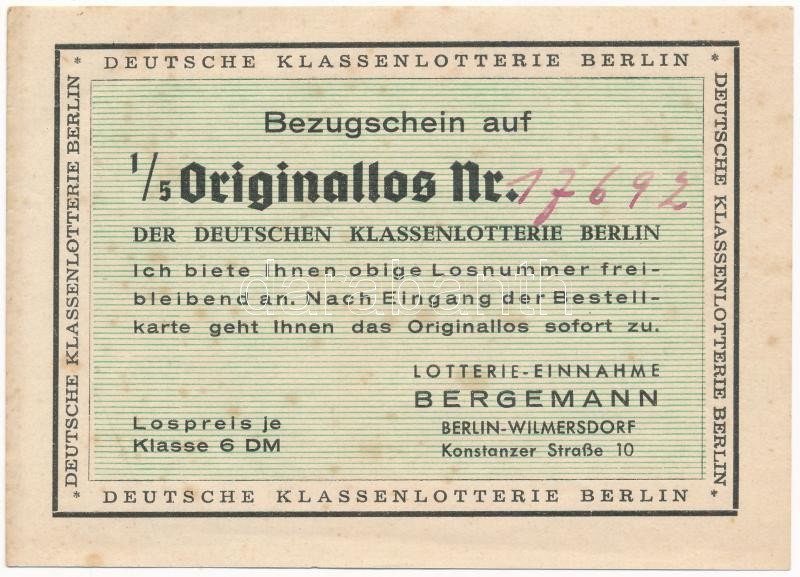 * DEUTSCHE KLASSENLOTTERIE BERLIN *
DEUTSCHE KLASSENLOTTERIE BERLIN
DEUTSCHE KLASSENLOTTERIE BERLIN
Bezugschein auf
1/5 Originallos Nr. 17692
DER DEUTSCHEN KLASSENLOTTERIE BERLIN
Ich biete Ihnen obige Losnummer frei-
bleibend an. Nach Eingang der Bestell-
karte geht Ihnen das Originallos sofort zu.
darabanth
LOTTERIE-EINNAHME
BERGEMANN
BERLIN-WILMERSDORF
Konstanzer Straße 10
Lospreis je
Klasse 6 DM
* DEUTSCHE KLASSENLOTTERIE BERLIN *